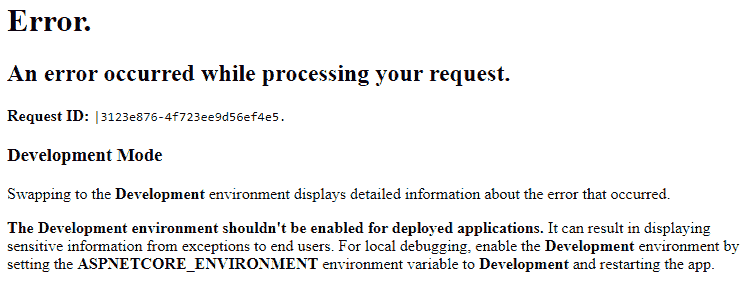 Error.
An error occurred while processing your request.
Request ID: |3123e876-4f723ee9d56ef4e5.
Development Mode
Swapping to the Development environment displays detailed information about the error that occurred.
The Development environment shouldn't be enabled for deployed applications. It can result in displaying
sensitive information from exceptions to end users. For local debugging, enable the Development environment by
setting the ASPNETCORE_ENVIRONMENT environment variable to Development and restarting the app.